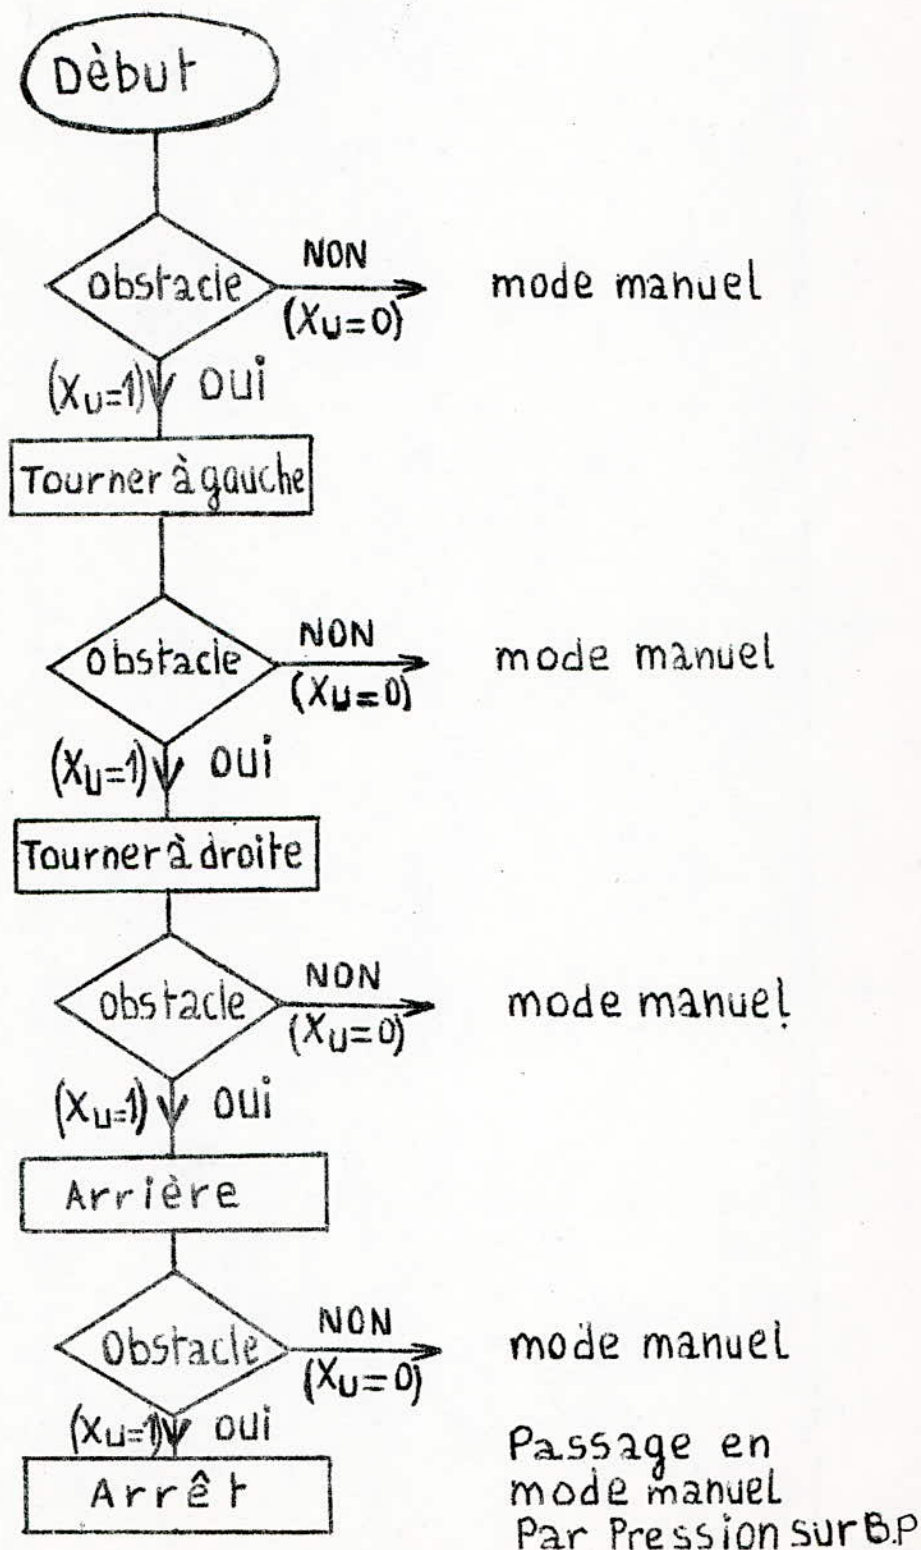 Dèbut
obstacle
NON
(XU=0)
mode manuel
(XU=1)
OUI
Tourner à gauche
obstacle
NON
(XU=0)
mode manuel
(XU=1)
OUI
Tourner à droite
obstacle
NON
(XU=0)
mode manuel
(XU=1)
OUI
Arrière
Obstacle
NON
(XU=0)
mode manuel
(XU=1)
OUI
Arrêt
Passage en
mode manuel
Par Pression sur B.P